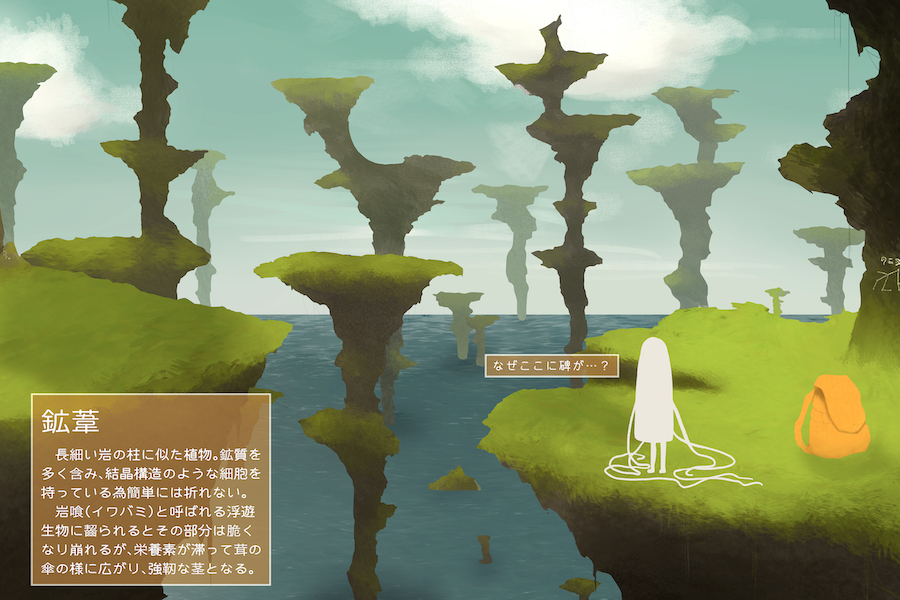 なぜここに碑が…？
鉱葦
長細い岩の柱に似た植物。鉱質を
多く含み、結晶構造のような細胞を
持っている為簡単には折れない。
岩喰(イワバミ)と呼ばれる浮遊
生物に齧られるとその部分は脆く
なり崩れるが、栄養素が滞って茸の
傘の様に広がり、強靭な茎となる。